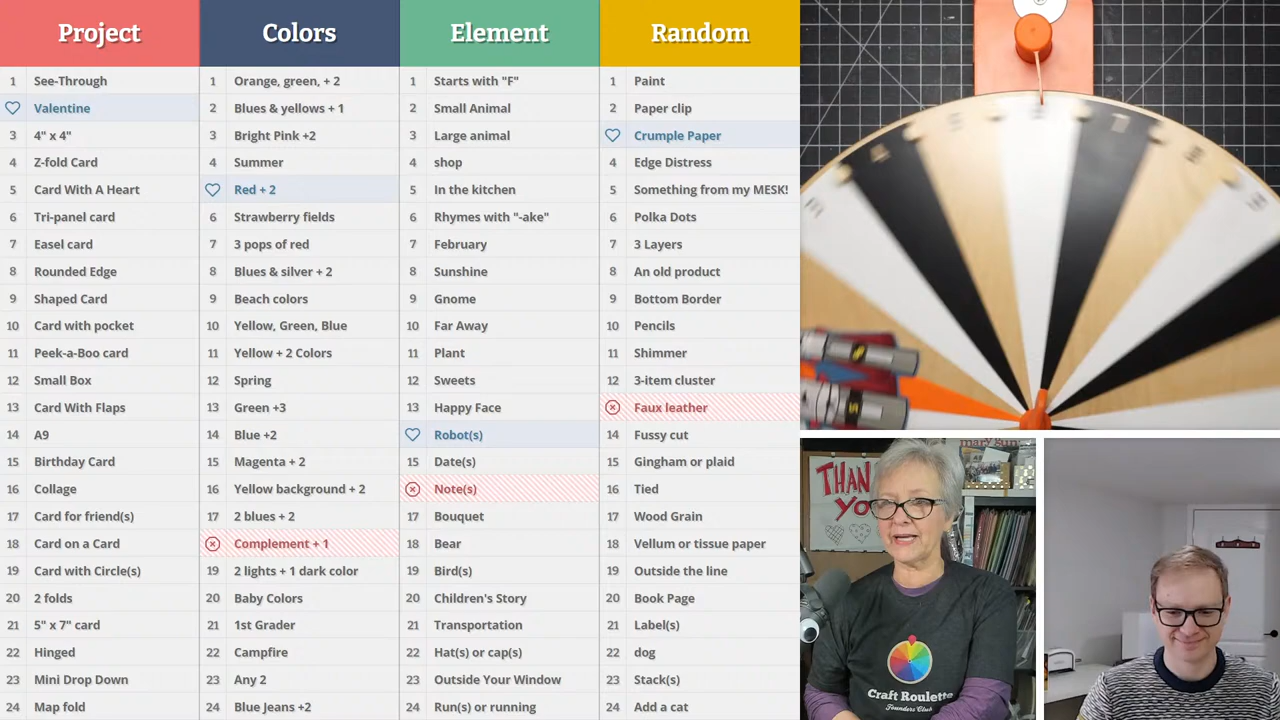 Project
Colors
Element
Random
1 See-Through
Valentine
3 4" x 4"
4 Z-fold Card
5 Card With A Heart
6 Tri-panel card
7 Easel card
8 Rounded Edge
9 Shaped Card
10 Card with pocket
11 Peek-a-Boo card
12 Small Box
13 Card With Flaps
14 A9
15 Birthday Card
16 Collage
17 Card for friend(s)
18 Card on a Card
19 Card with Circle(s)
20 2 folds
21 5" x 7" card
22 Hinged
23 Mini Drop Down
24 Map fold
1 Orange, green, + 2
2 Blues & yellows + 1
3 Bright Pink +2
4 Summer
Red + 2
6 Strawberry fields
7 3 pops of red
8 Blues & silver + 2
9 Beach colors
10 Yellow, Green, Blue
11 Yellow + 2 Colors
12 Spring
13 Green +3
14 Blue +2
15 Magenta + 2
16 Yellow background + 2
17 2 blues + 2
Complement + 1
19 2 lights + 1 dark color
20 Baby Colors
21 1st Grader
22 Campfire
23 Any 2
24 Blue Jeans +2
1 Starts with "F"
2 Small Animal
3 Large animal
4 shop
5 In the kitchen
6 Rhymes with "-ake"
7 February
8 Sunshine
9 Gnome
10 Far Away
11 Plant
12 Sweets
13 Happy Face
Robot(s)
15 Date(s)
Note(s)
17 Bouquet
18 Bear
19 Bird(s)
20 Children's Story
21 Transportation
22 Hat(s) or cap(s)
23 Outside Your Window
24 Run(s) or running
1 Paint
2 Paper clip
Crumple Paper
4 Edge Distress
5 Something from my MESK!
6 Polka Dots
7 3 Layers
8 An old product
9 Bottom Border
10 Pencils
11 Shimmer
12 3-item cluster
Faux leather
14 Fussy cut
15 Gingham or plaid
16 Tied
17 Wood Grain
18 Vellum or tissue paper
19 Outside the line
20 Book Page
21 Label(s)
22 dog
23 Stack(s)
24 Add a cat
THAN
YO
Craft Roulette
Founders Club